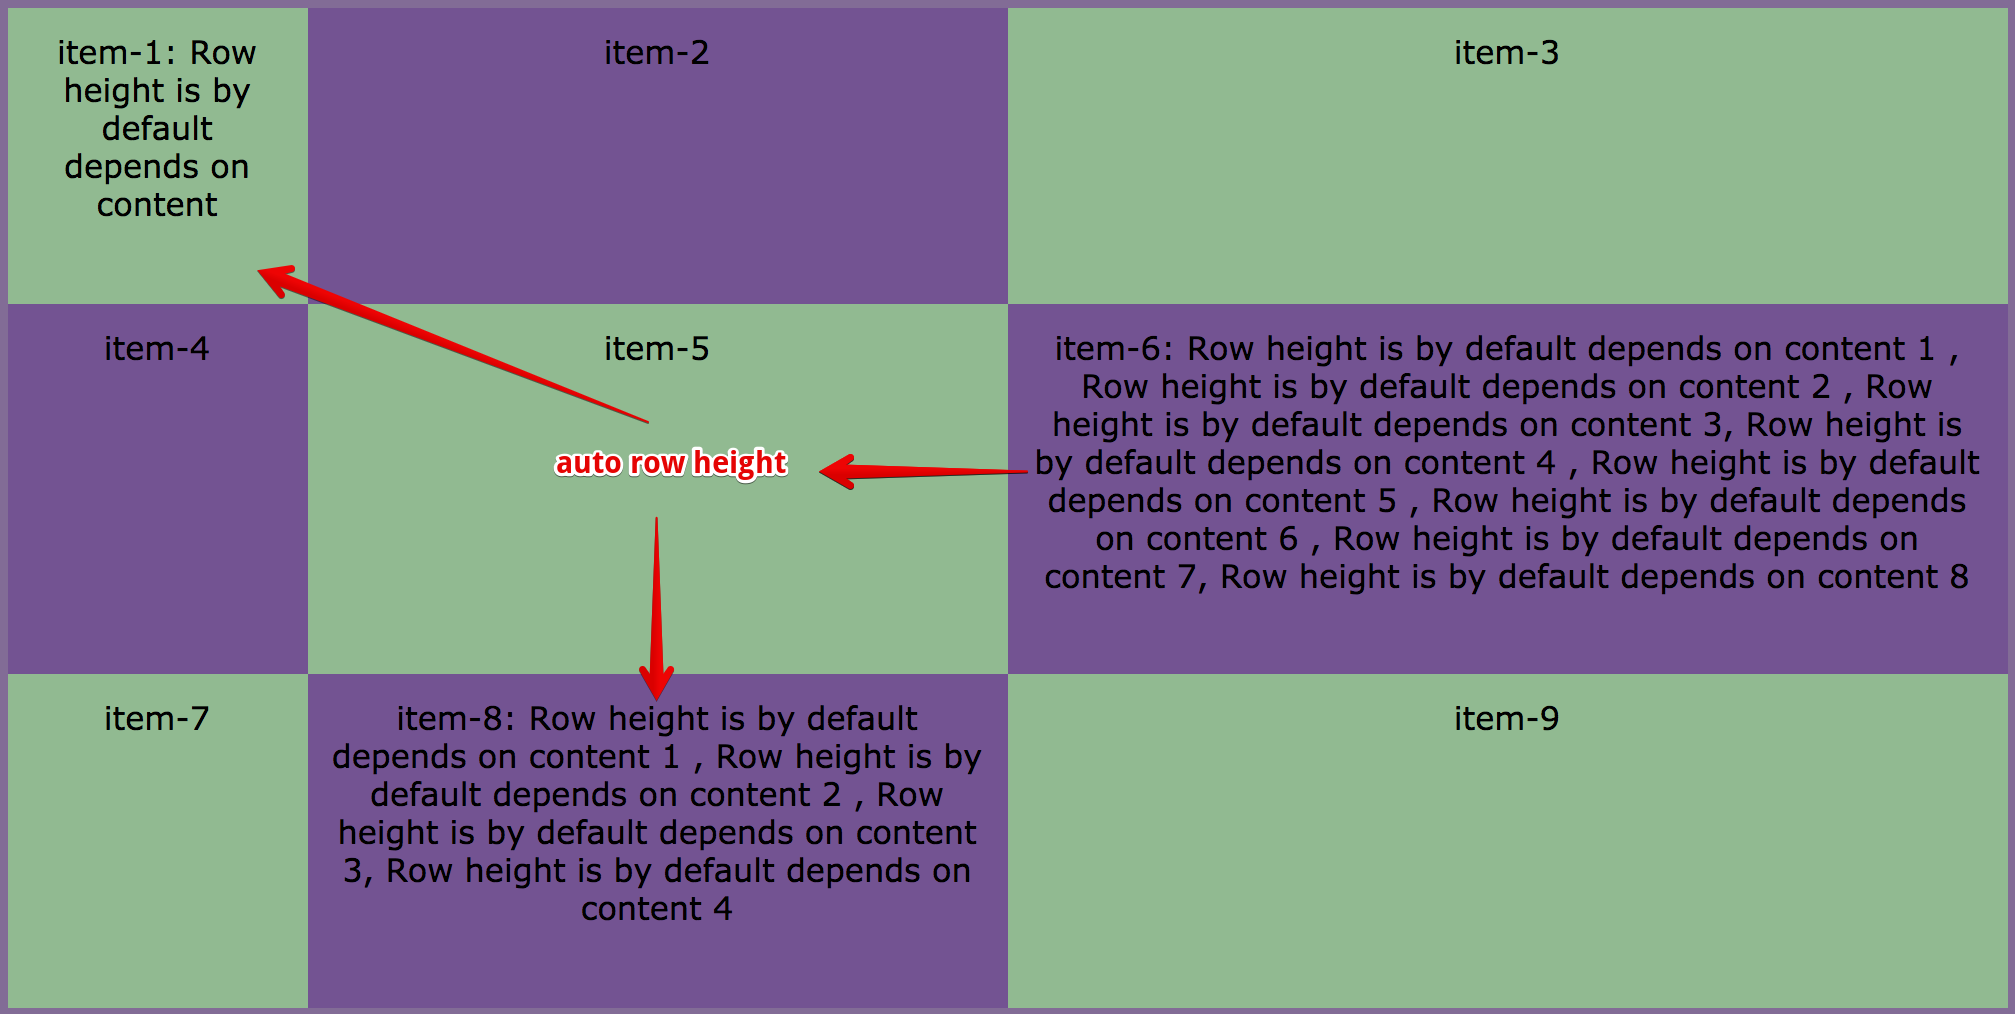 item-1: Row
height is by
default
depends on
content
item-2
item-3
item-4
item-5
auto row height
item-6: Row height is by default depends on content 1 ,
Row height is by default depends on content 2 , Row
height is by default depends on content 3, Row height is
by default depends on content 4 , Row height is by default
depends on content 5 , Row height is by default depends
on content 6 , Row height is by default depends on
content 7, Row height is by default depends on content 8
item-7
item-8: Row height is by default
depends on content 1 , Row height is by
default depends on content 2 , Row
height is by default depends on content
3, Row height is by default depends on
content 4
item-9